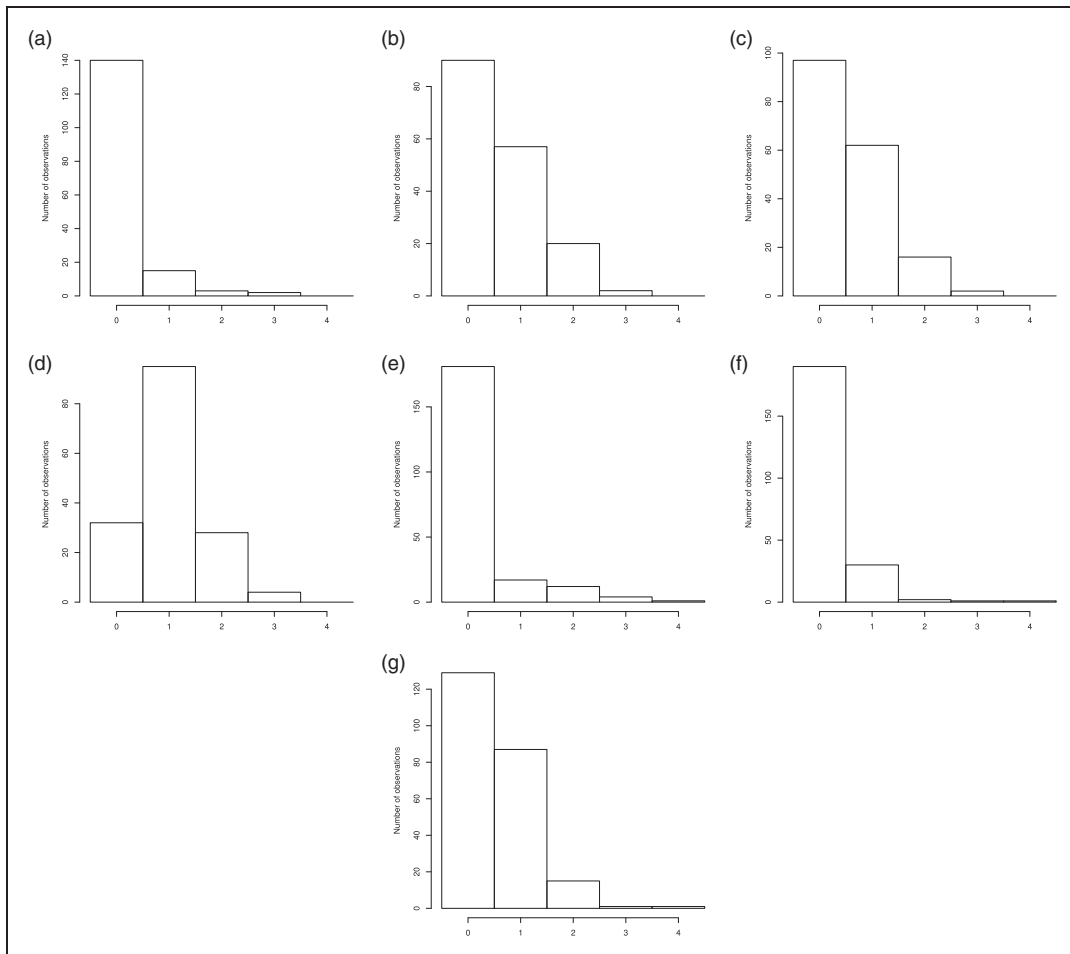 (a)
Number of observations
0 20 40 60 80 100 120 140
0 1 2 3 4
(b)
Number of observations
0 20 40 60 80
0 1 2 3 4
(c)
Number of observations
0 20 40 60 80 100
0 1 2 3 4
(d)
Number of observations
0 20 40 60 80
0 1 2 3 4
(e)
Number of observations
0 50 100 150
0 1 2 3 4
(f)
Number of observations
0 50 100 150
0 1 2 3 4
(g)
Number of observations
0 20 40 60 80 100 120
0 1 2 3 4